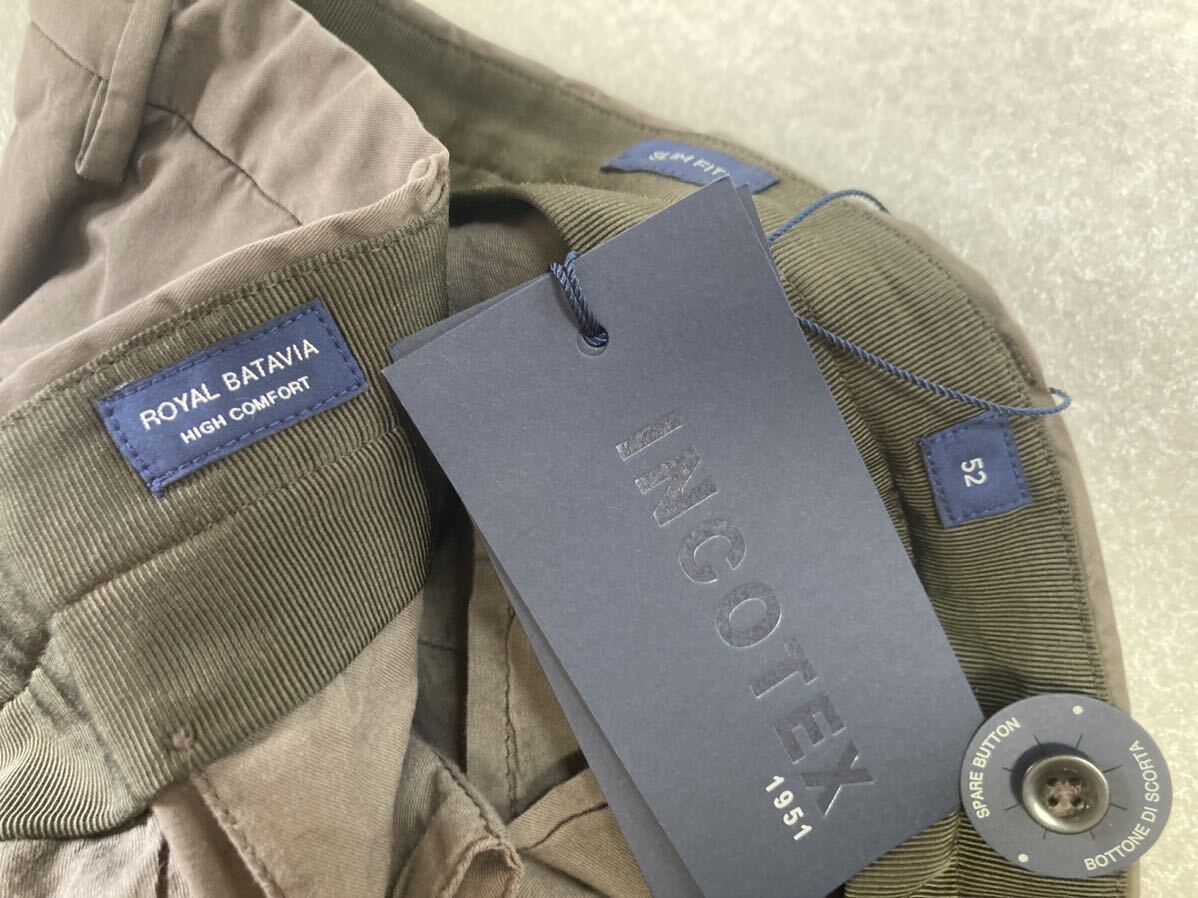 SLIM FIT
ROYAL BATAVIA
HIGH COMFORT
INCOTEX
1951
52
SPARE BUTTON
BOTTONE DI SCORTA